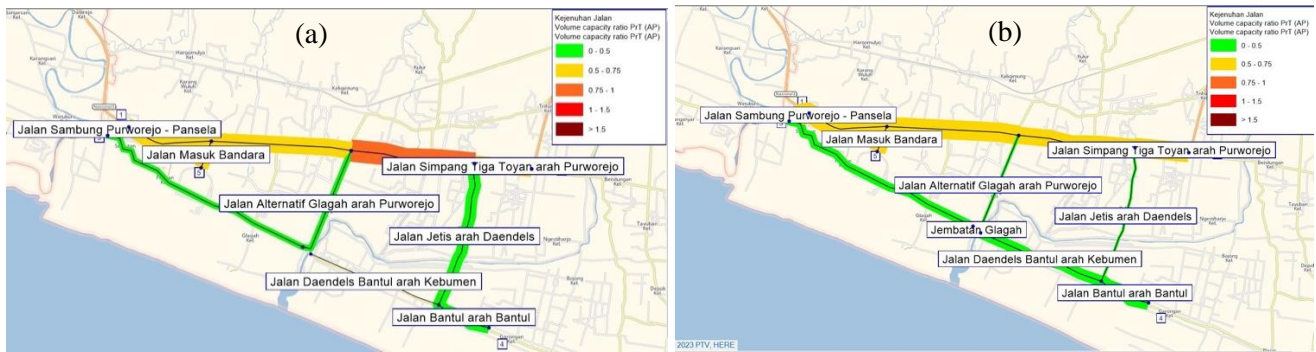 (a)
Kejenuhan Jalan
Volume capacity ratio PrT (AP)
Volume capacity ratio PrT (AP)
0 - 0.5
0.5 - 0.75
0.75 - 1
1 - 1.5
> 1.5
1
Jalan Sambung Purworejo - Pansela
Jalan Masuk Bandara
5
Jalan Simpang Tiga Toyan arah Purworejo
Jalan Alternatif Glagah arah Purworejo
Jalan Jetis arah Daendels
Jalan Daendels Bantul arah Kebumen
Jalan Bantul arah Bantul
4
(b)
Kejenuhan Jalan
Volume capacity ratio PrT (AP)
Volume capacity ratio PrT (AP)
0 - 0.5
0.5 - 0.75
0.75 - 1
1 - 1.5
> 1.5
1
Jalan Sambung Purworejo - Pansela
Jalan Masuk Bandara
5
Jalan Simpang Tiga Toyan arah Purworejo
Jalan Alternatif Glagah arah Purworejo
Jalan Jetis arah Daendels
Jembatan Glagah
Jalan Daendels Bantul arah Kebumen
Jalan Bantul arah Bantul
4
2023 PTV, HERE